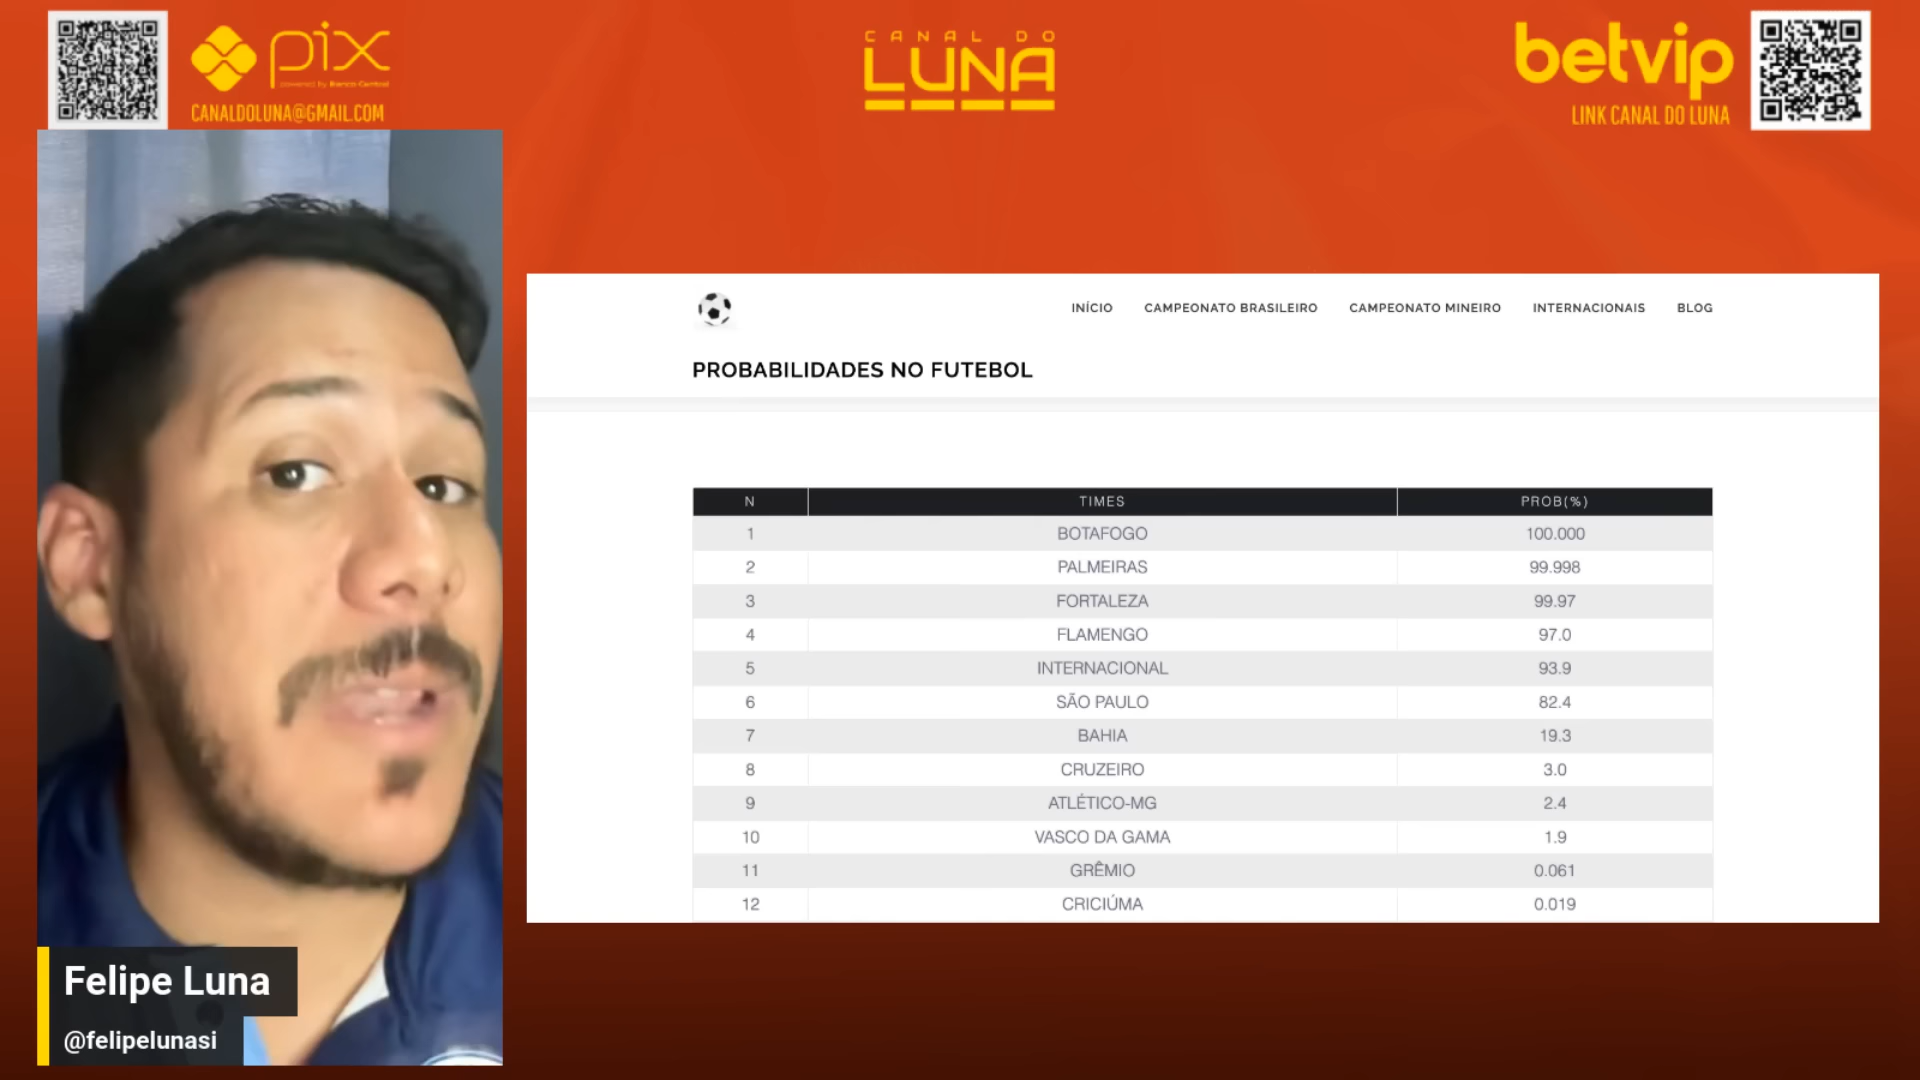 pix
powered by Banco Central
CANALDOLUNA@GMAIL.COM
CANAL DO
LUNA
betvip
LINK CANAL DO LUNA
INÍCIO CAMPEONATO BRASILEIRO CAMPEONATO MINEIRO INTERNACIONAIS BLOG
PROBABILIDADES NO FUTEBOL
N TIMES PROB(%)
1 BOTAFOGO 100.000
2 PALMEIRAS 99.998
3 FORTALEZA 99.97
4 FLAMENGO 97.0
5 INTERNACIONAL 93.9
6 SÃO PAULO 82.4
7 BAHIA 19.3
8 CRUZEIRO 3.0
9 ATLÉTICO-MG 2.4
10 VASCO DA GAMA 1.9
11 GRÊMIO 0.061
12 CRICIÚMA 0.019
Felipe Luna
@felipelunasi